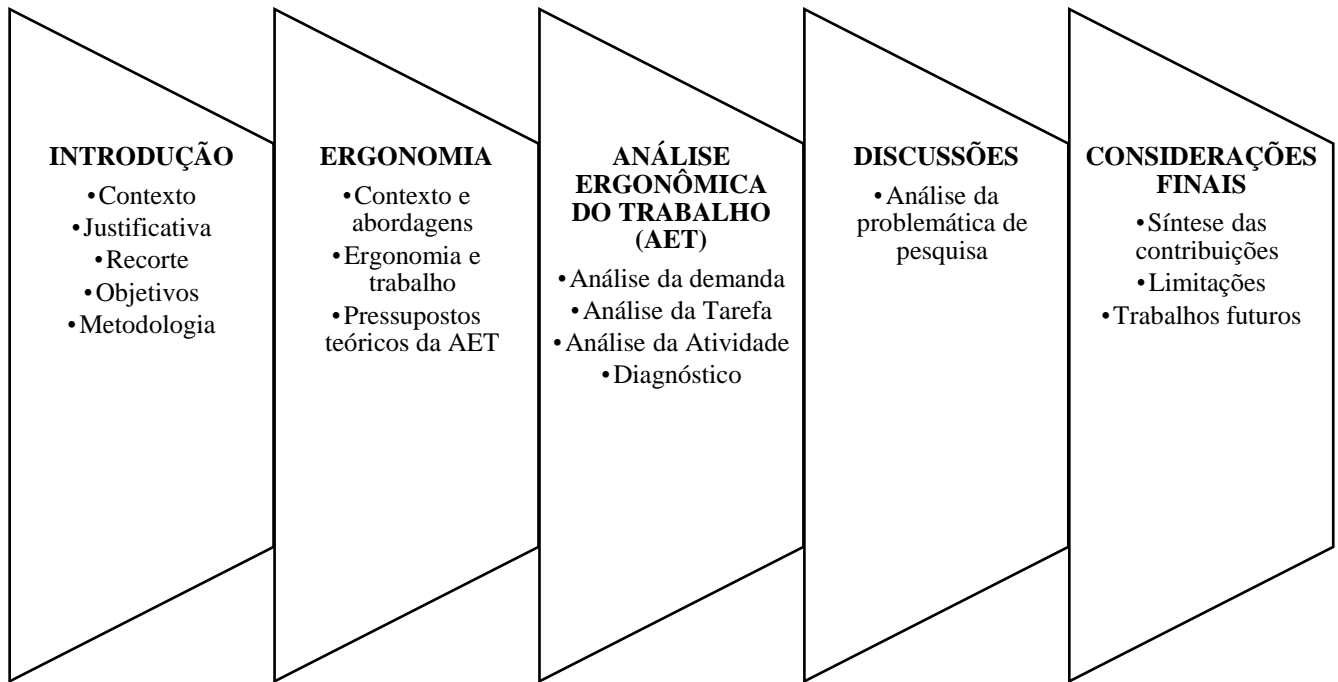 INTRODUÇÃO
•Contexto
•Justificativa
•Recorte
•Objetivos
•Metodologia
ERGONOMIA
•Contexto e
abordagens
•Ergonomia e
trabalho
•Pressupostos
teóricos da AET
ANÁLISE
ERGONÔMICA
DO TRABALHO
(AET)
•Análise da demanda
•Análise da Tarefa
•Análise da Atividade
•Diagnóstico
DISCUSSÕES
•Análise da
problemática de
pesquisa
CONSIDERAÇÕES
FINAIS
•Síntese das
contribuições
•Limitações
•Trabalhos futuros